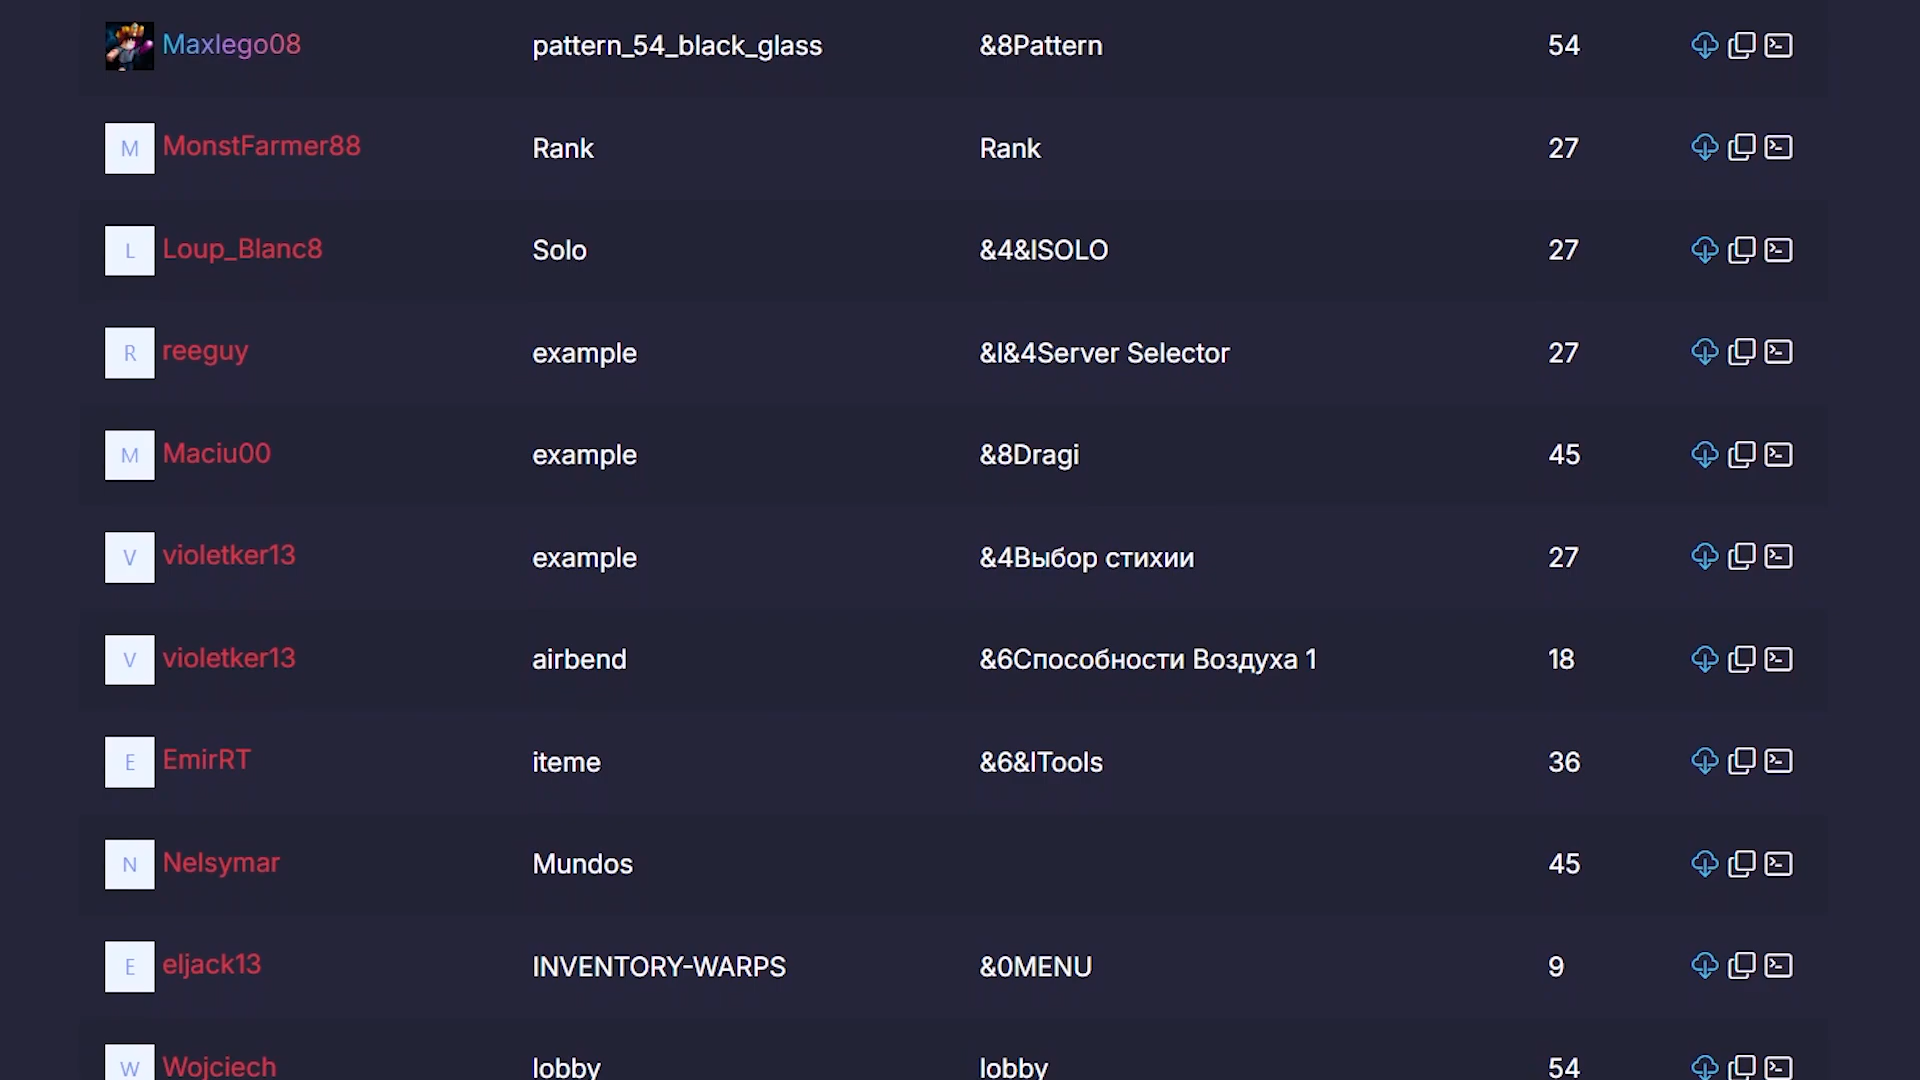 Maxlego08 pattern_54_black_glass &8Pattern 54
M MonstFarmer88 Rank Rank 27
L Loup_Blanc8 Solo &4&lSOLO 27
R reeguy example &l&4Server Selector 27
M Maciu00 example &8Dragi 45
V violetker13 example &4Выбор стихии 27
V violetker13 airbend &6Способности Воздуха 1 18
E EmirRT iteme &6&lTools 36
N Nelsymar Mundos 45
E eljack13 INVENTORY-WARPS &0MENU 9
W Wojciech lobby lobby 54